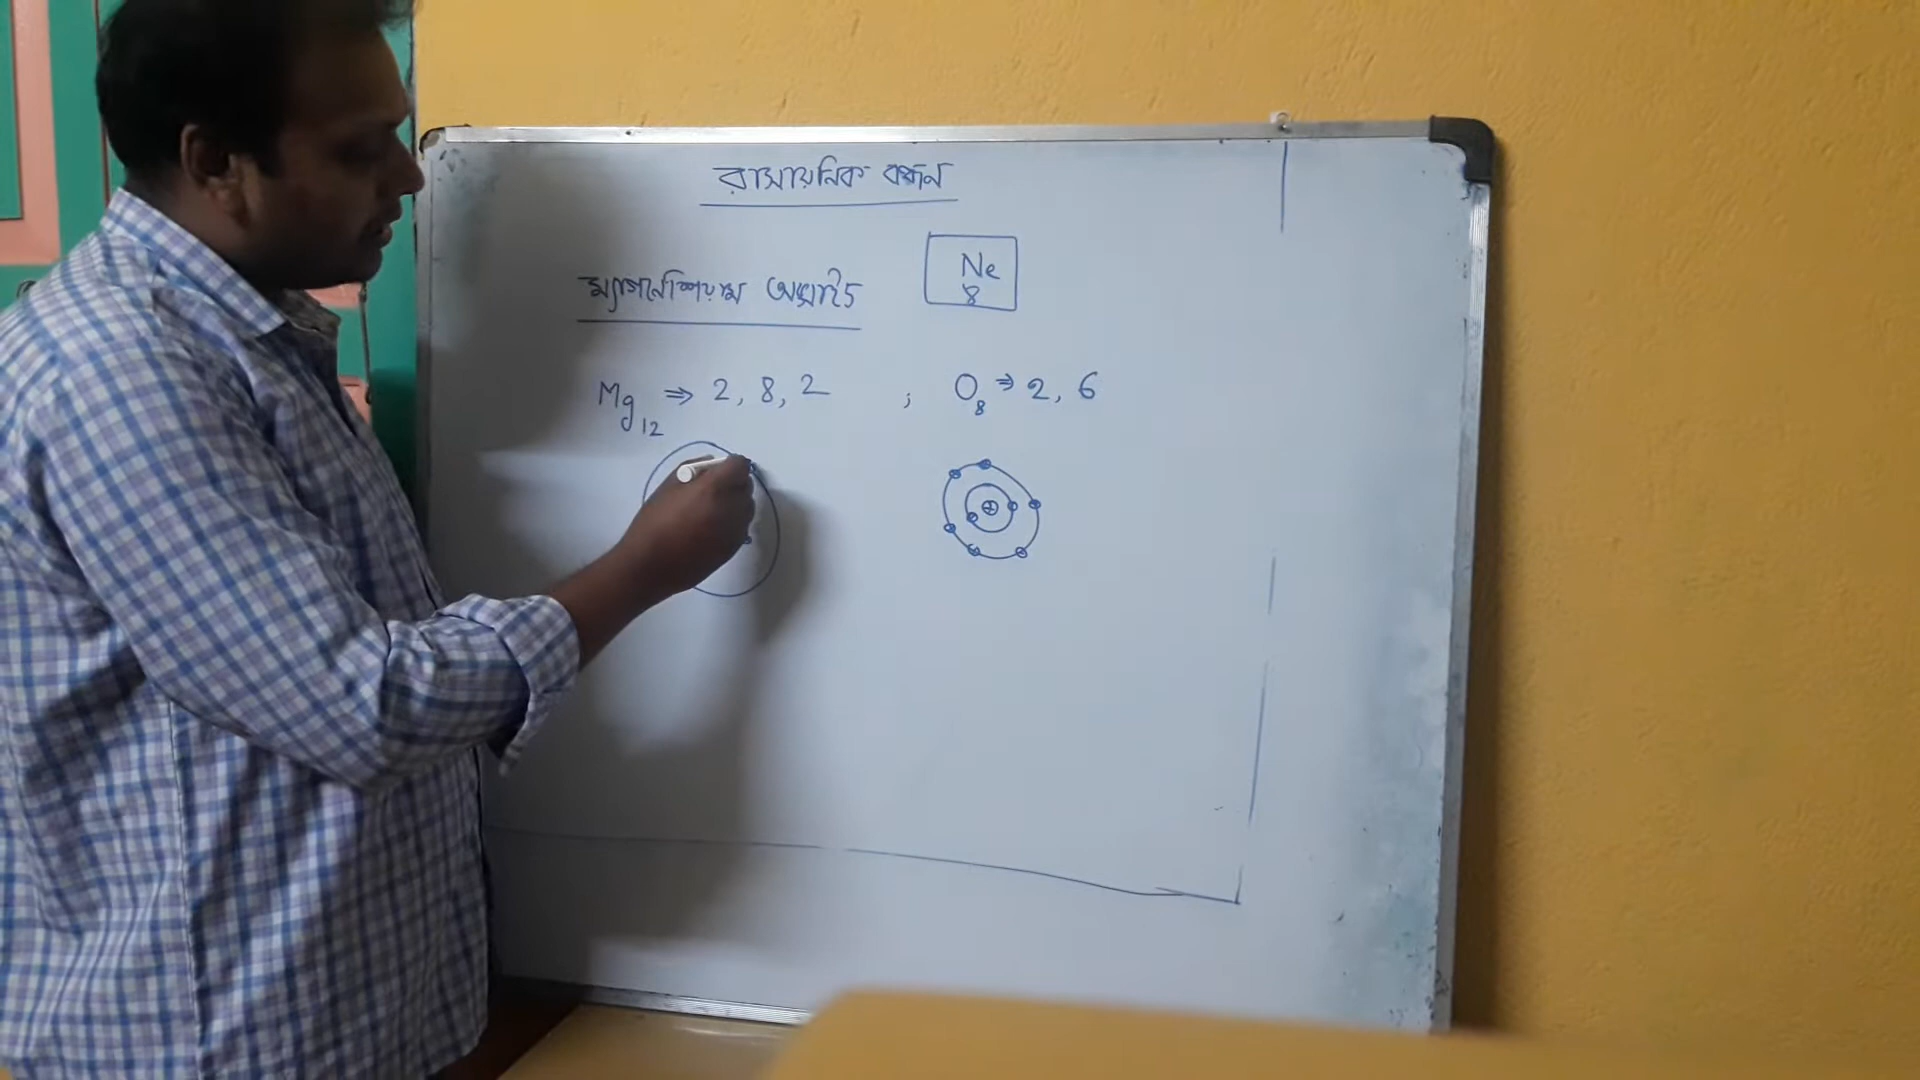 রাসায়নিক বন্ধন
ম্যাগনেশিয়াম অক্সাইড
Ne
8
Mg12 ⇒ 2, 8, 2 ; O8 ⇒ 2, 6